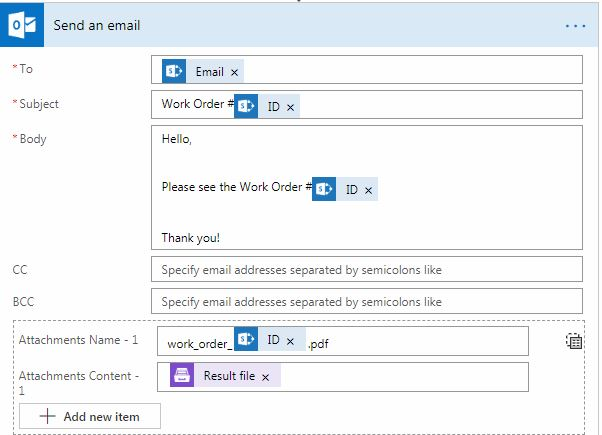 Send an email
* To
Email ×
* Subject
Work Order # ID ×
* Body
Hello,
Please see the Work Order # ID ×
Thank you!
CC
Specify email addresses separated by semicolons like
BCC
Specify email addresses separated by semicolons like
Attachments Name - 1
work_order_ ID × .pdf
Attachments Content -
1
Result file ×
+ Add new item